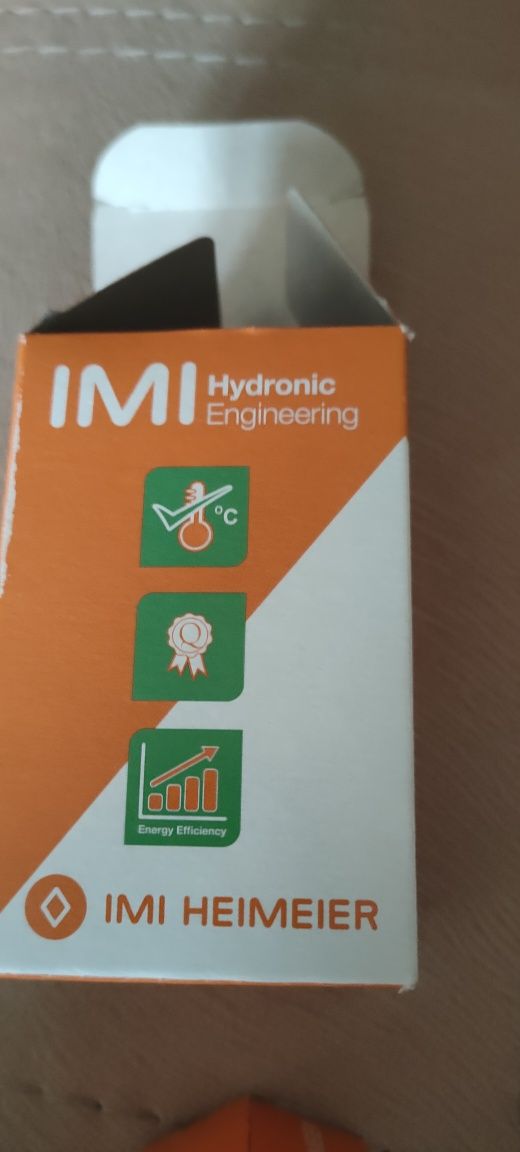 IMI Hydronic
Engineering
°C
Q
Energy Efficiency
IMI HEIMEIER